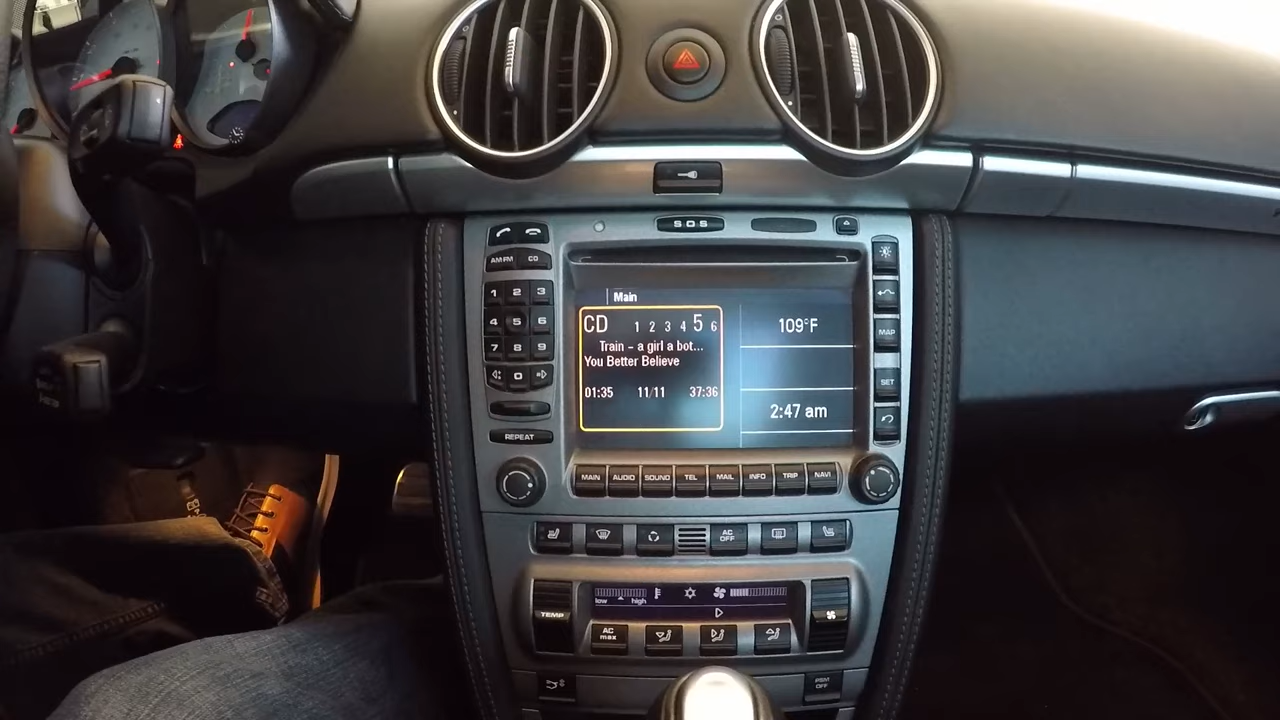 SOS
AM FM CD
1 2 3
4 5 6
7 8 9
0
REPEAT
Main
CD 1 2 3 4 5 6
Train - a girl a bot...
You Better Believe
01:35 11/11 37:36
109°F
2:47 am
MAP
SET
MAIN AUDIO SOUND TEL MAIL INFO TRIP NAVI
AC OFF
low high
TEMP
AC max
PSM OFF